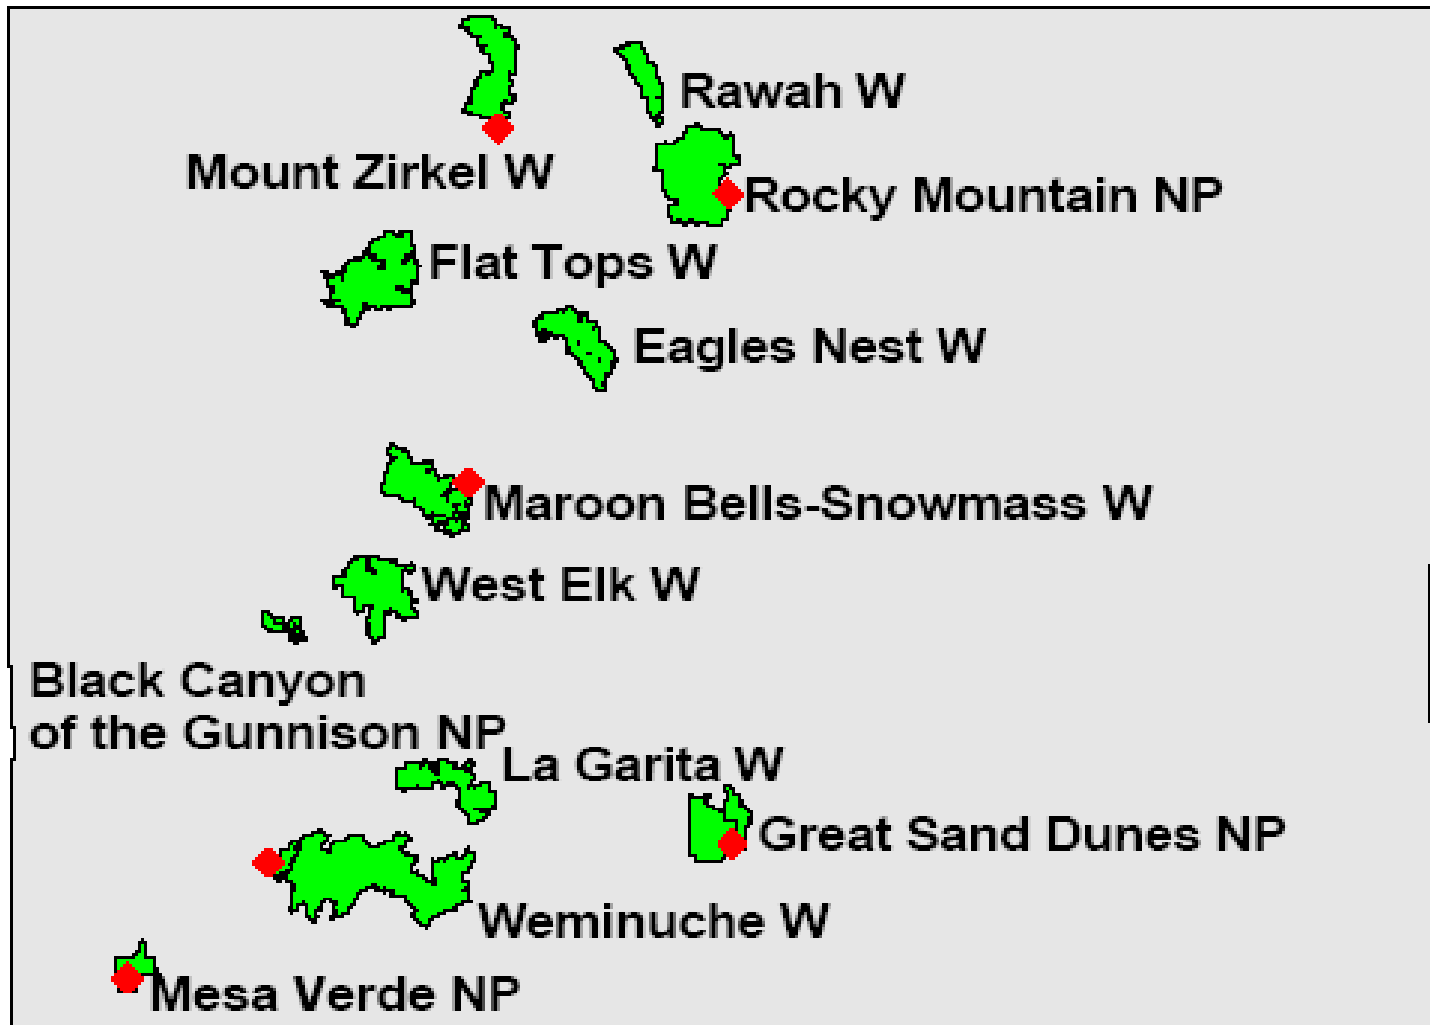 Rawah W
Mount Zirkel W
Rocky Mountain NP
Flat Tops W
Eagles Nest W
Maroon Bells-Snowmass W
West Elk W
Black Canyon
of the Gunnison NP
La Garita W
Great Sand Dunes NP
Weminuche W
Mesa Verde NP